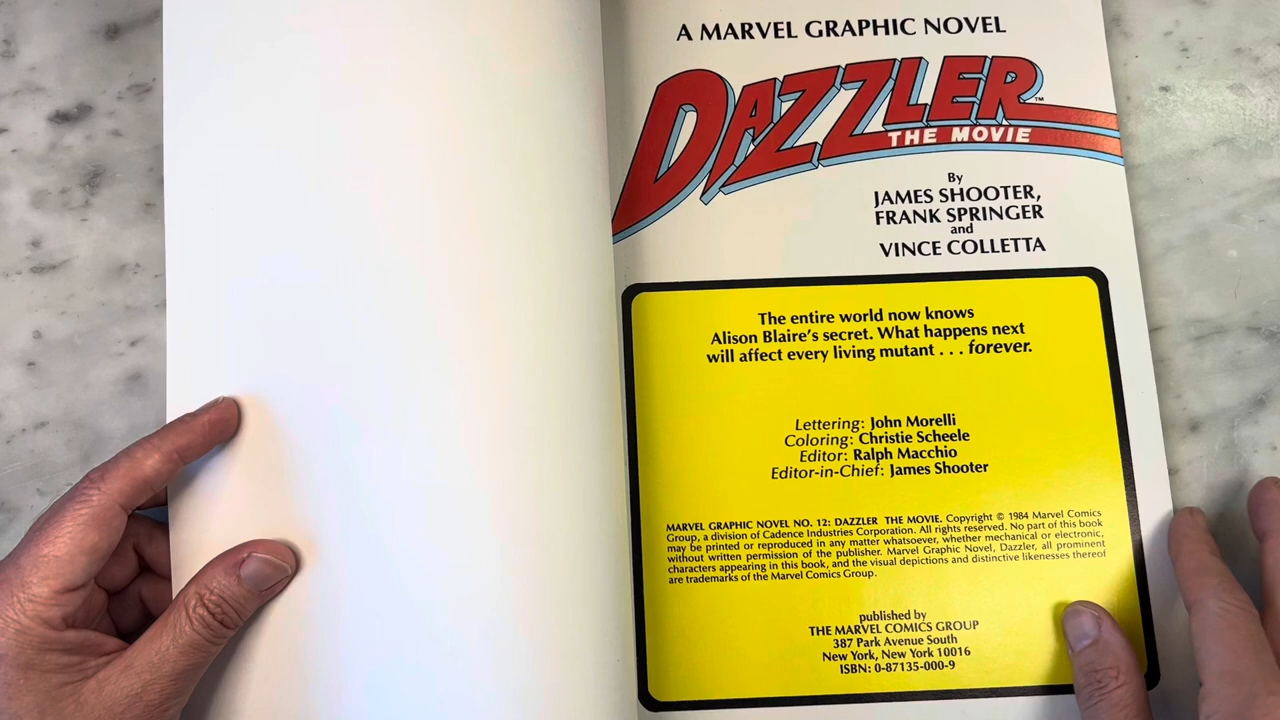 A MARVEL GRAPHIC NOVEL
DAZZLER™
THE MOVIE
By
JAMES SHOOTER,
FRANK SPRINGER
and
VINCE COLLETTA
The entire world now knows
Alison Blaire's secret. What happens next
will affect every living mutant . . . forever.
Lettering: John Morelli
Coloring: Christie Scheele
Editor: Ralph Macchio
Editor-in-Chief: James Shooter
MARVEL GRAPHIC NOVEL NO. 12: DAZZLER THE MOVIE. Copyright © 1984 Marvel Comics
Group, a division of Cadence Industries Corporation. All rights reserved. No part of this book
may be printed or reproduced in any matter whatsoever, whether mechanical or electronic,
without written permission of the publisher. Marvel Graphic Novel, Dazzler, all prominent
characters appearing in this book, and the visual depictions and distinctive likenesses thereof
are trademarks of the Marvel Comics Group.
published by
THE MARVEL COMICS GROUP
387 Park Avenue South
New York, New York 10016
ISBN: 0-87135-000-9